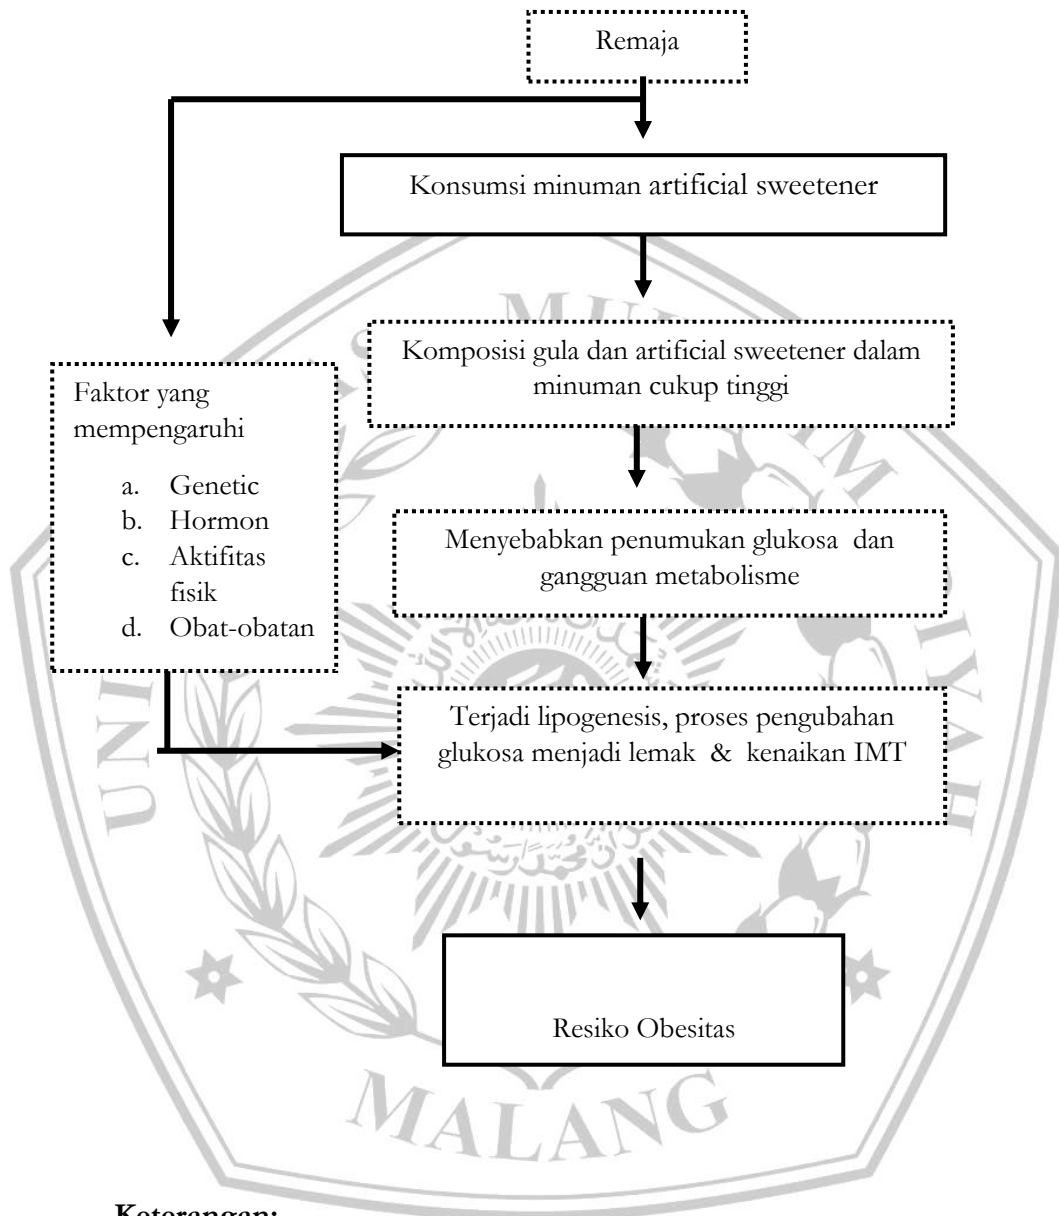 Remaja
Konsumsi minuman artificial sweetener
Komposisi gula dan artificial sweetener dalam
minuman cukup tinggi
Faktor yang
mempengaruhi
a. Genetic
b. Hormon
c. Aktifitas
fisik
d. Obat-obatan
Menyebabkan penumukan glukosa dan
gangguan metabolisme
Terjadi lipogenesis, proses pengubahan
glukosa menjadi lemak & kenaikan IMT
Resiko Obesitas
MALANG
Keterangan: